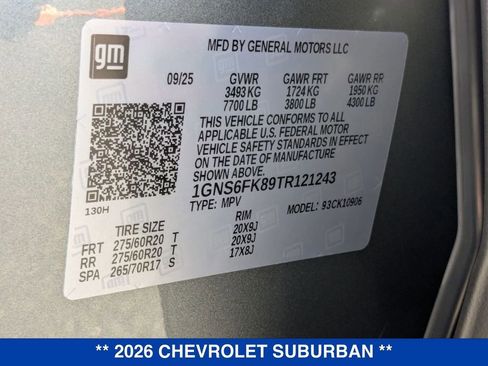 gm
MFD BY GENERAL MOTORS LLC
09/25 GVWR GAWR FRT GAWR RR
3493 KG 1724 KG 1950 KG
7700 LB 3800 LB 4300 LB
THIS VEHICLE CONFORMS TO ALL
APPLICABLE U.S. FEDERAL MOTOR
VEHICLE SAFETY STANDARDS IN EFFECT
ON THE DATE OF MANUFACTURE SHOWN ABOVE.
1GNS6FK89TR121243
TYPE: MPV MODEL: 93CK10906
130H
TIRE SIZE RIM
FRT 275/60R20 T 20X9J
RR 275/60R20 T 20X9J
SPA 265/70R17 S 17X8J
** 2026 CHEVROLET SUBURBAN **